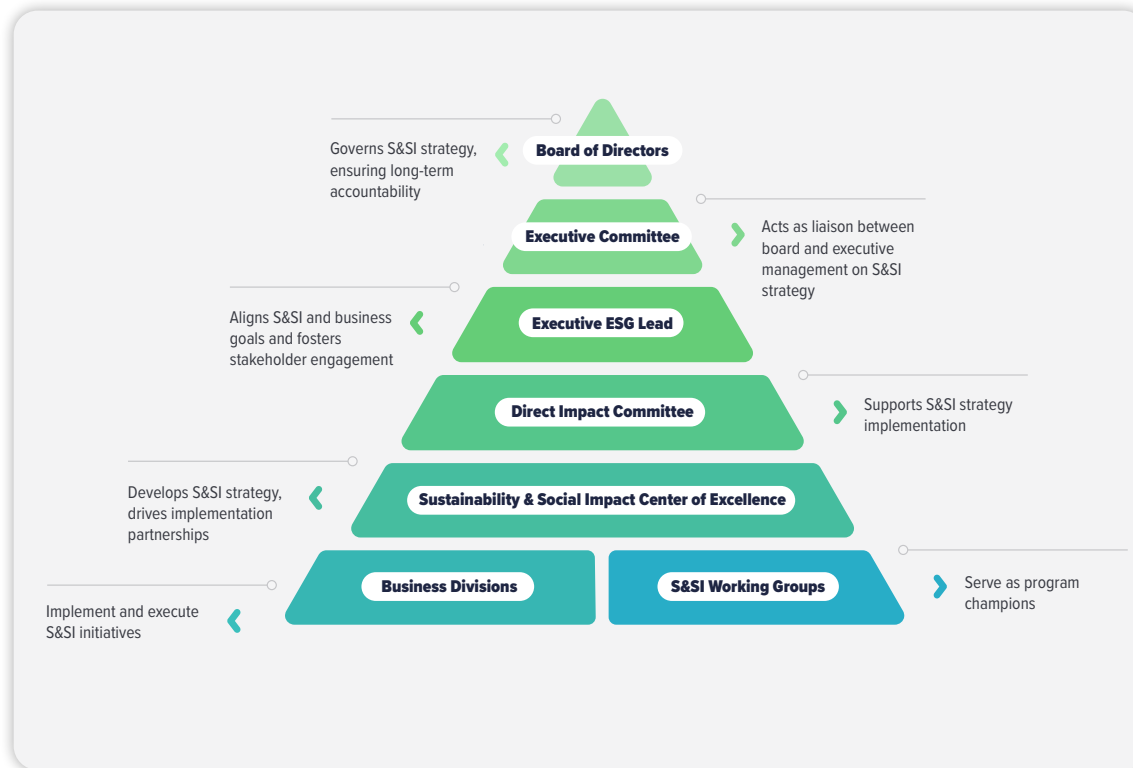 Board of Directors
Governs S&SI strategy,
ensuring long-term
accountability
Executive Committee
Acts as liaison between
board and executive
management on S&SI
strategy
Executive ESG Lead
Aligns S&SI and business
goals and fosters
stakeholder engagement
Direct Impact Committee
Supports S&SI strategy
implementation
Sustainability & Social Impact Center of Excellence
Develops S&SI strategy,
drives implementation
partnerships
Business Divisions
Implement and execute
S&SI initiatives
S&SI Working Groups
Serve as program
champions